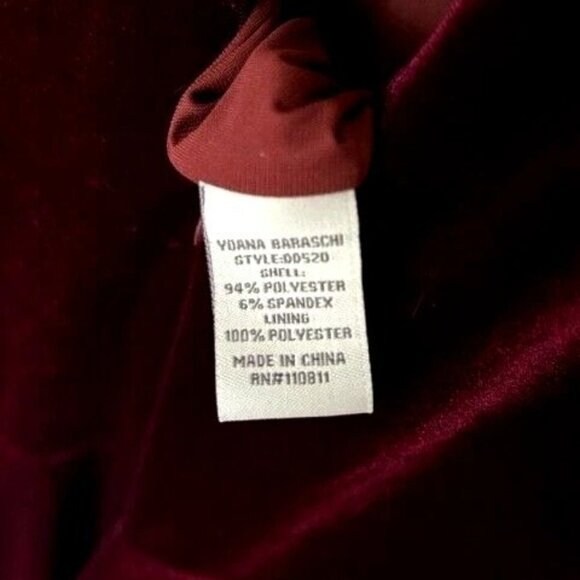 YOANA BARASCHI
STYLE:00520
SHELL:
94% POLYESTER
6% SPANDEX
LINING
100% POLYESTER
MADE IN CHINA
RN#110811